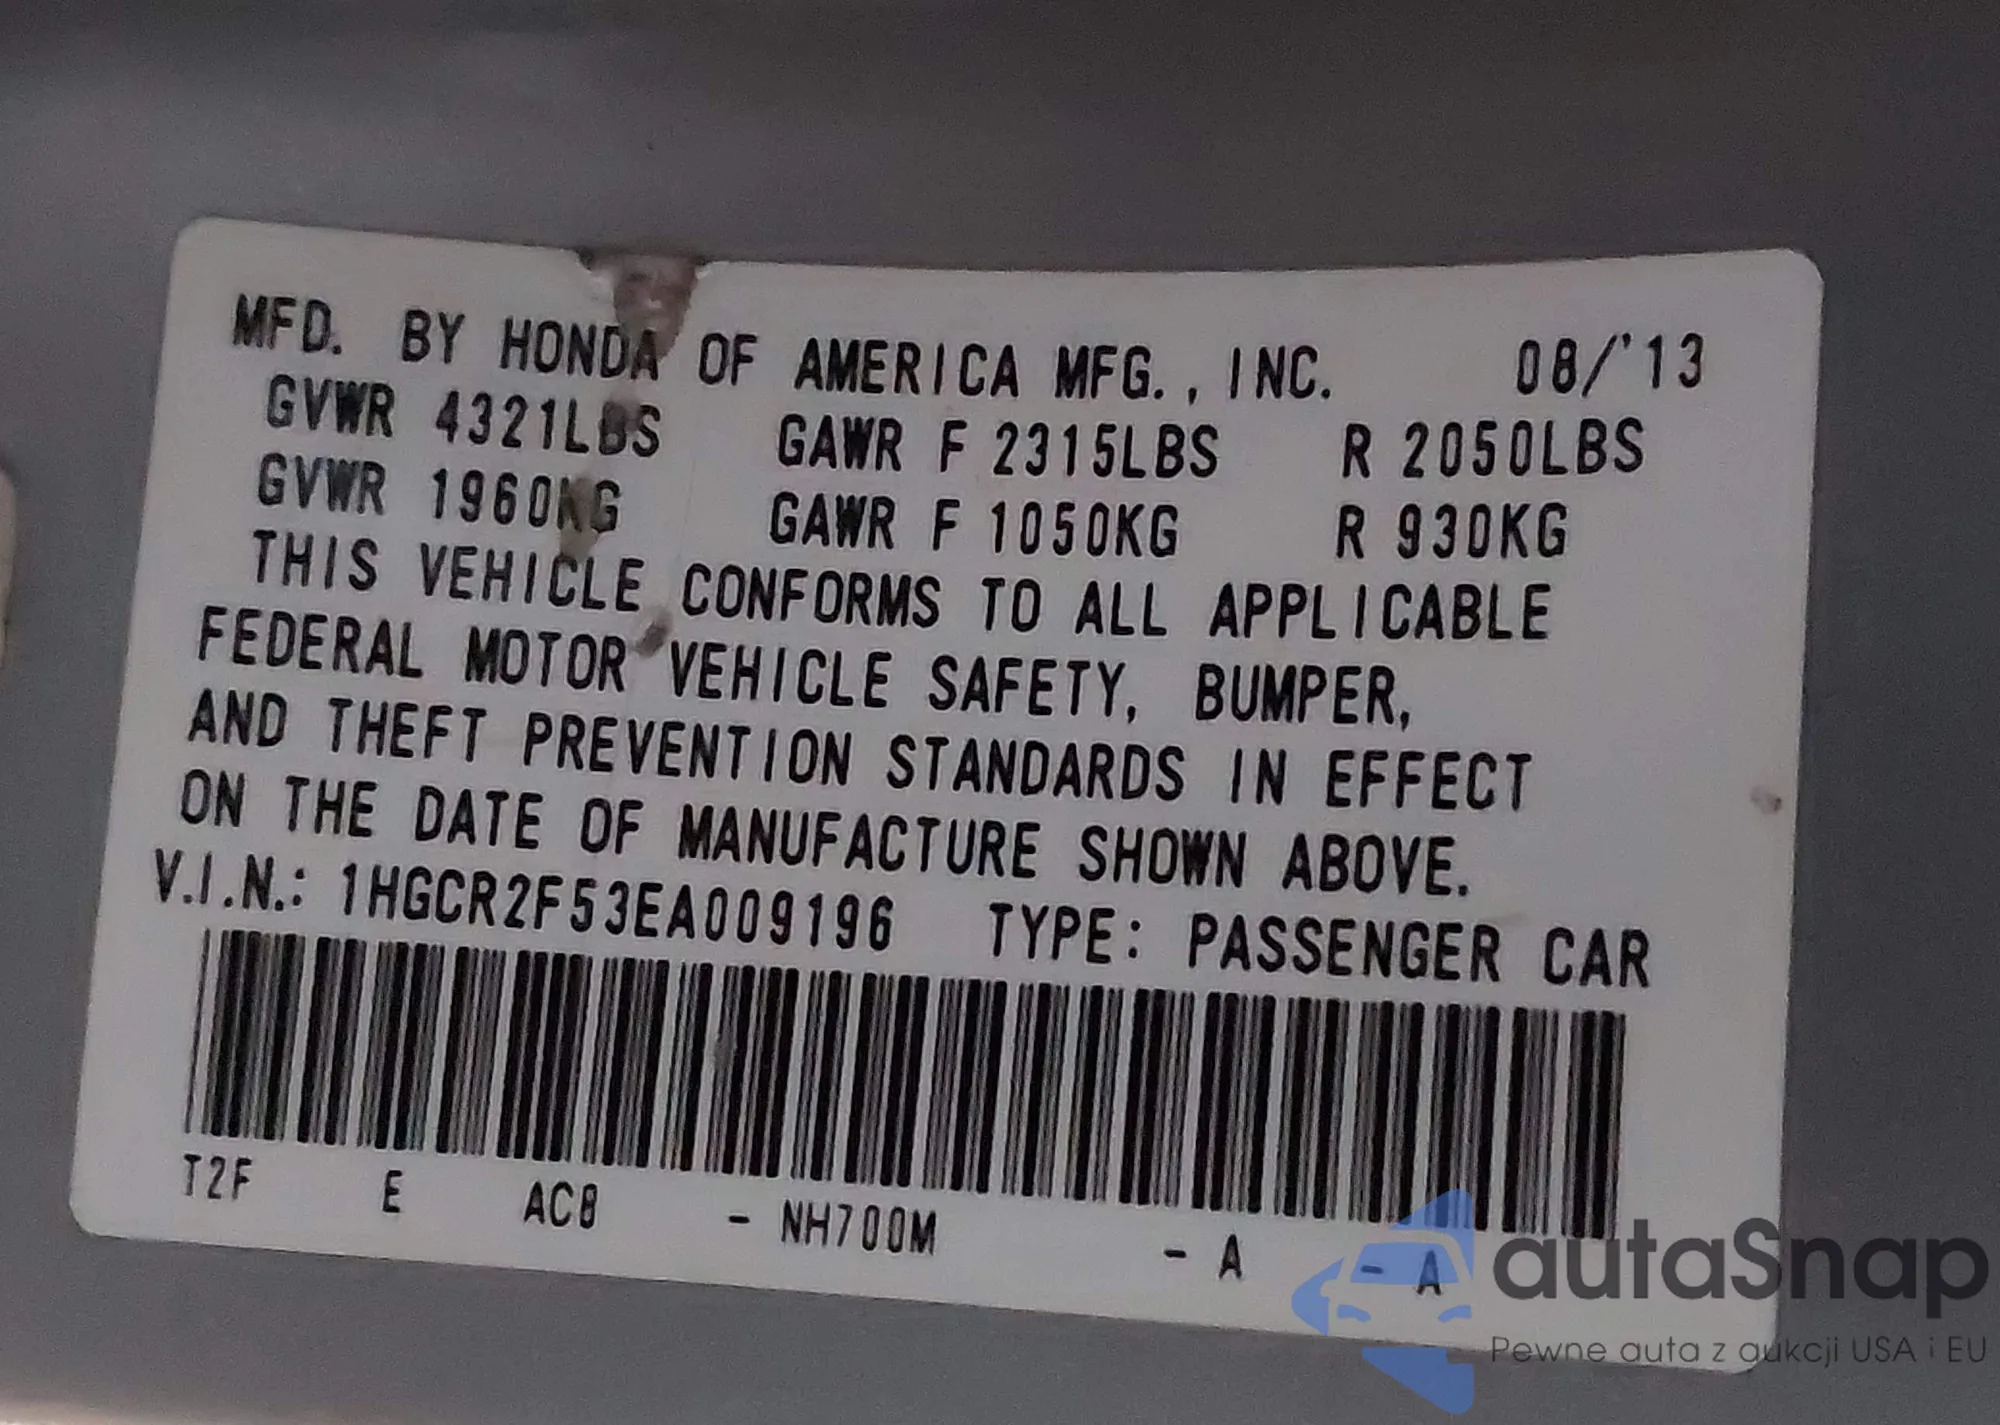 MFD. BY HONDA OF AMERICA MFG., INC. 08/'13
GVWR 4321LBS GAWR F 2315LBS R 2050LBS
GVWR 1960KG GAWR F 1050KG R 930KG
THIS VEHICLE CONFORMS TO ALL APPLICABLE
FEDERAL MOTOR VEHICLE SAFETY, BUMPER,
AND THEFT PREVENTION STANDARDS IN EFFECT
ON THE DATE OF MANUFACTURE SHOWN ABOVE.
V.I.N.: 1HGCR2F53EA009196 TYPE: PASSENGER CAR
T2F E AC8 - NH700M - A - A
autaSnap
Pewne auta z aukcji USA i EU